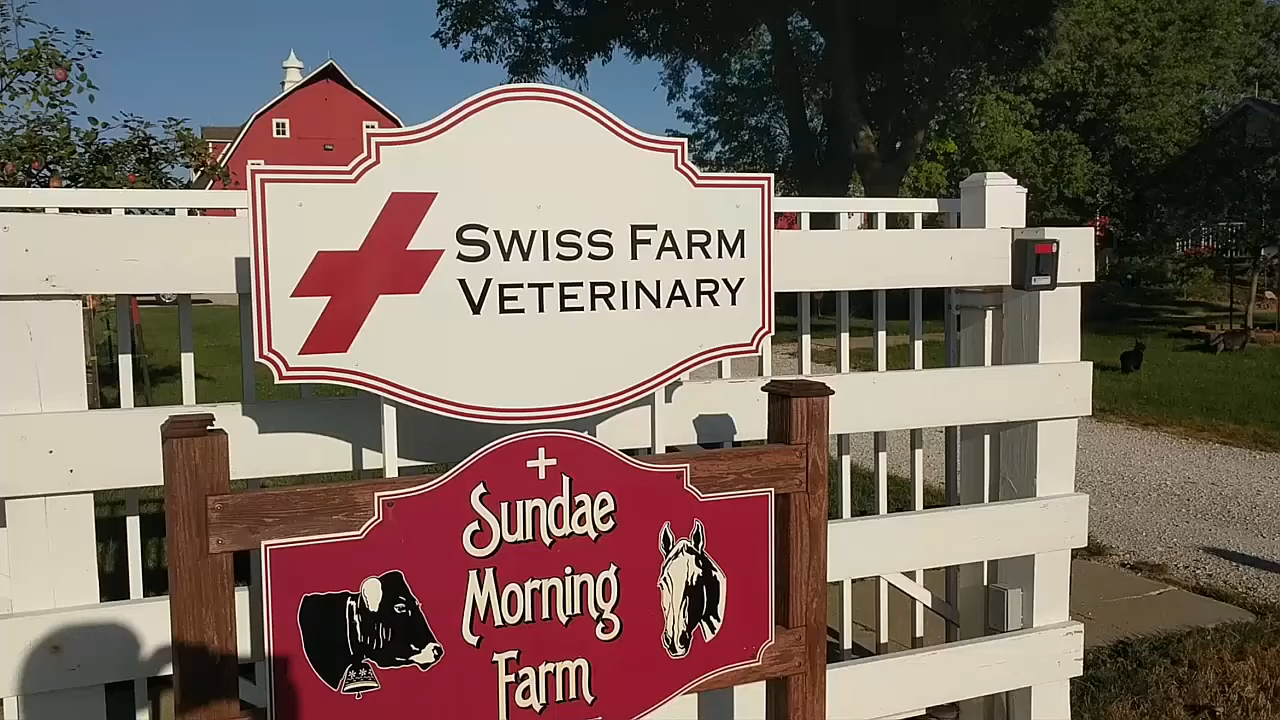 Swiss Farm
Veterinary
Sundae
Morning
Farm